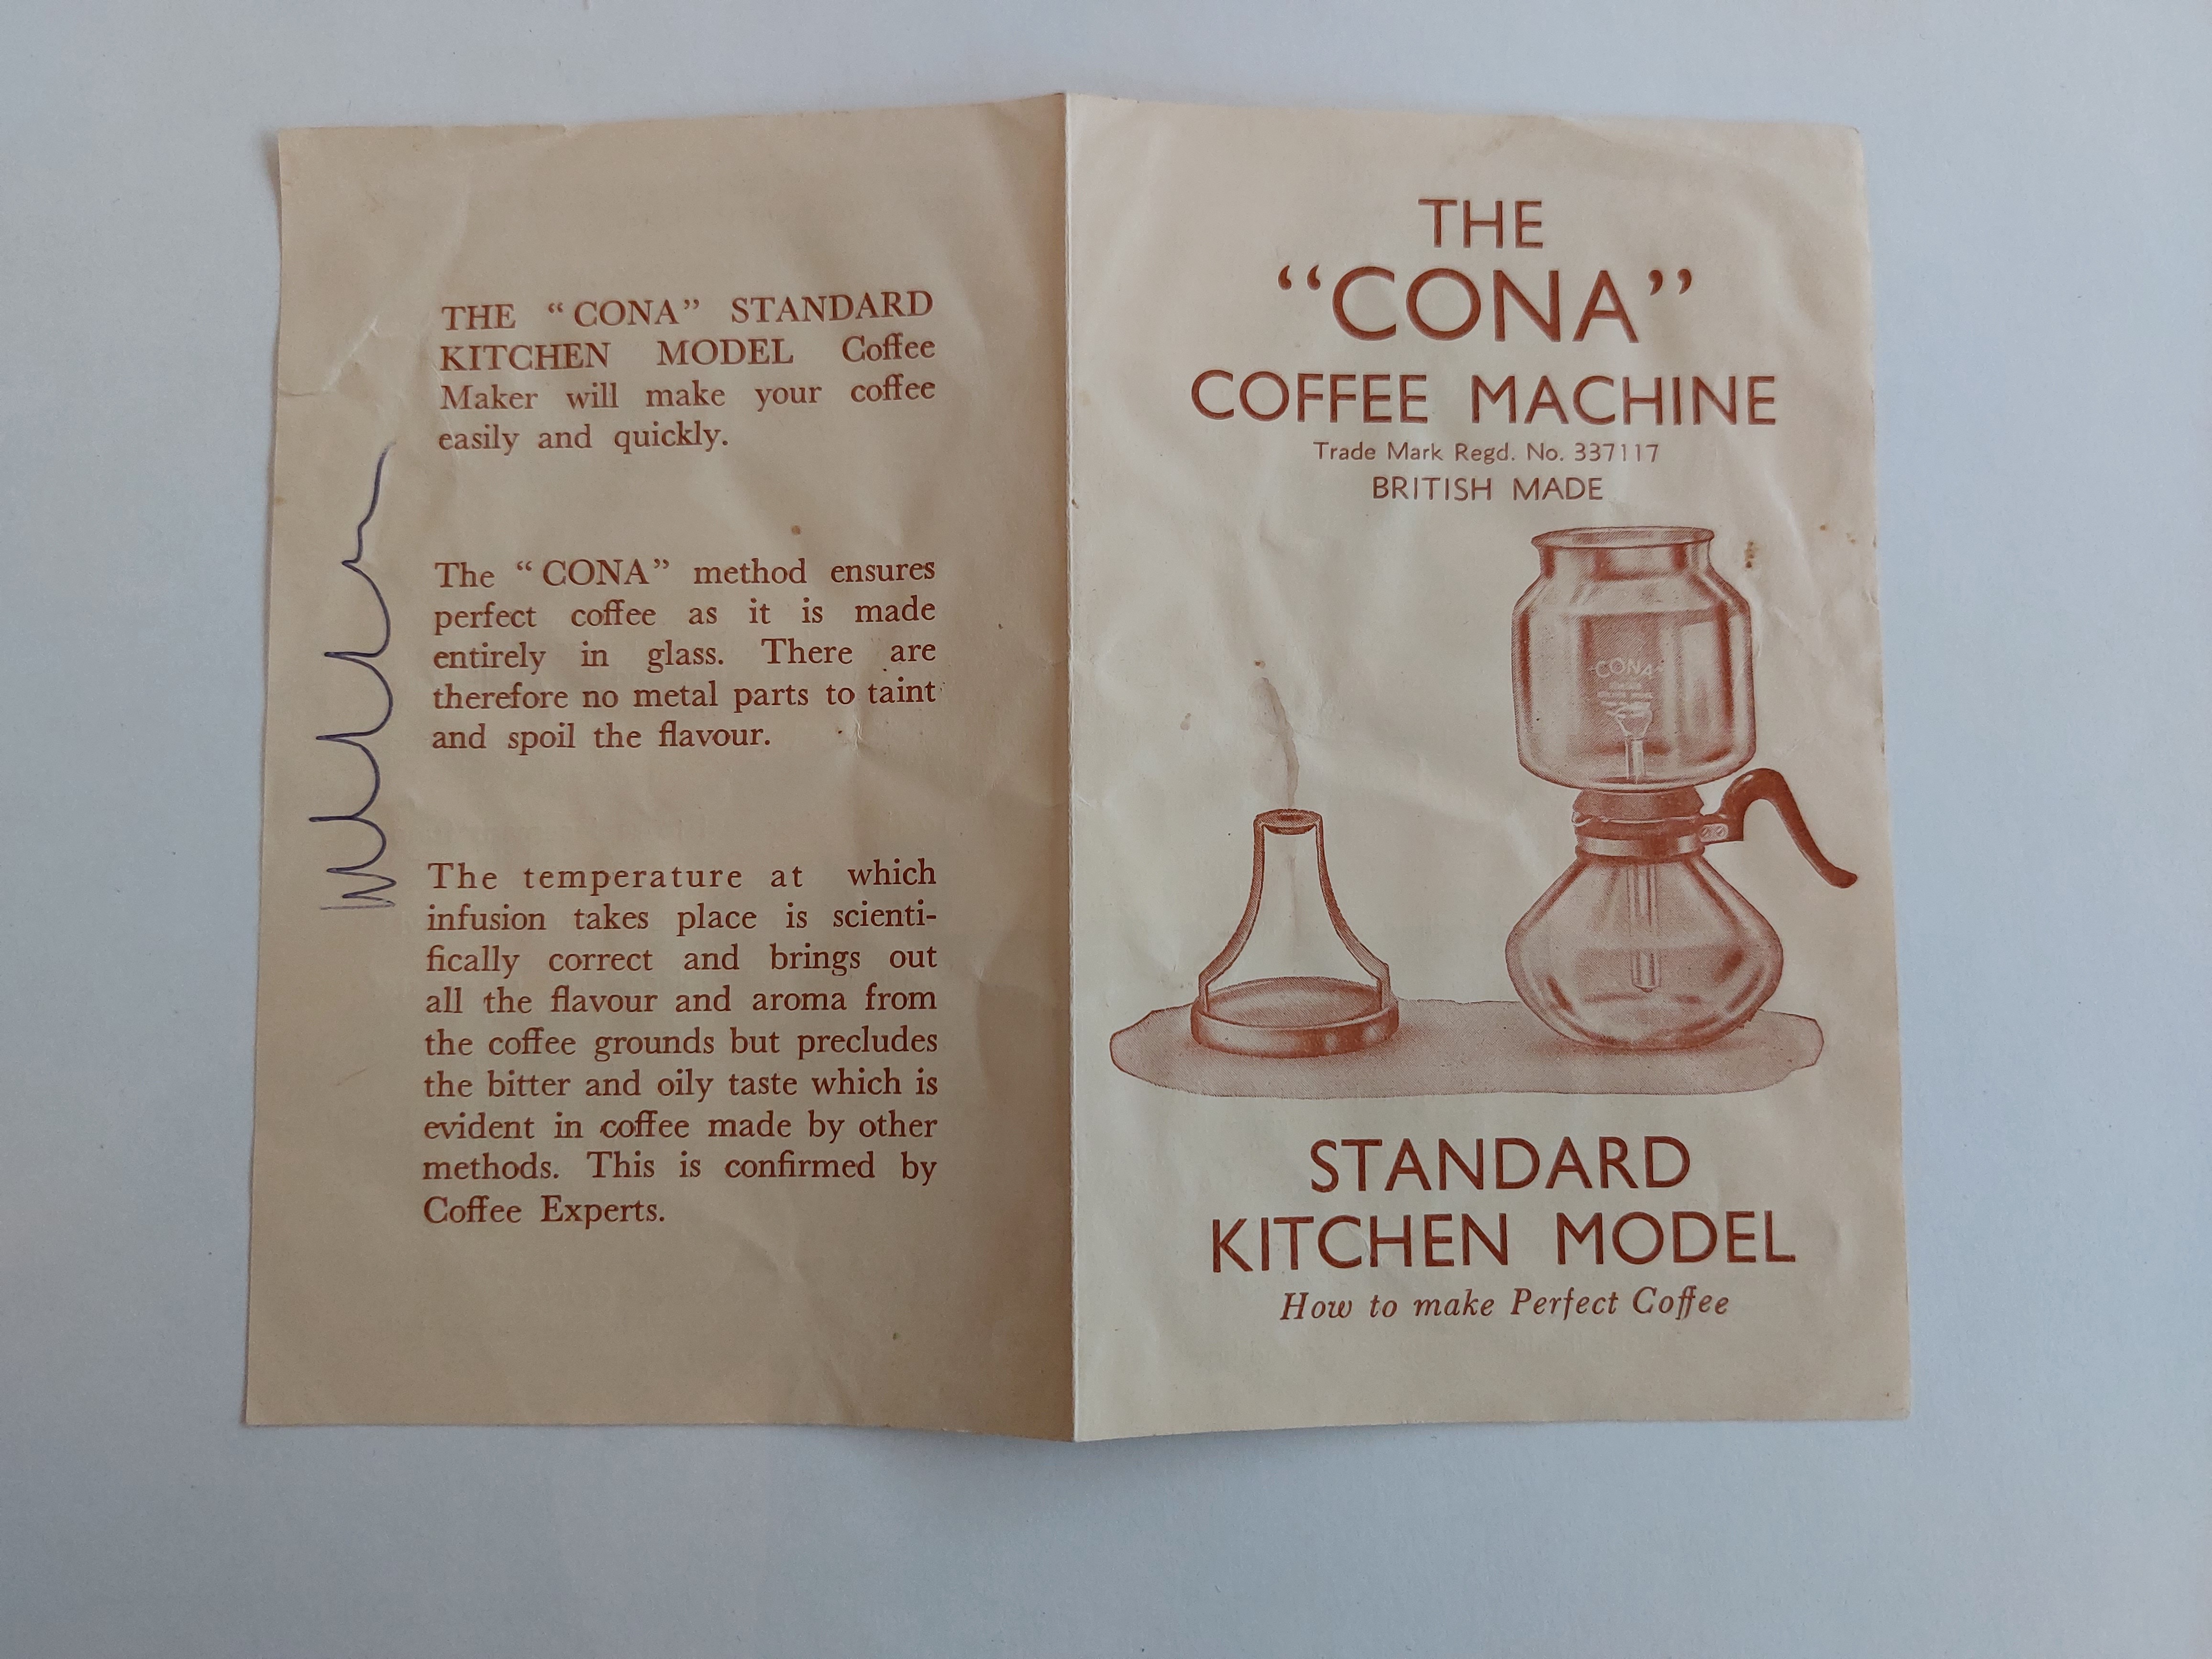 THE “CONA” STANDARD
KITCHEN MODEL Coffee
Maker will make your coffee
easily and quickly.
The “CONA” method ensures
perfect coffee as it is made
entirely in glass. There are
therefore no metal parts to taint
and spoil the flavour.
The temperature at which
infusion takes place is scienti-
fically correct and brings out
all the flavour and aroma from
the coffee grounds but precludes
the bitter and oily taste which is
evident in coffee made by other
methods. This is confirmed by
Coffee Experts.
THE
“CONA”
COFFEE MACHINE
Trade Mark Regd. No. 337117
BRITISH MADE
CONA
STANDARD
KITCHEN MODEL
How to make Perfect Coffee